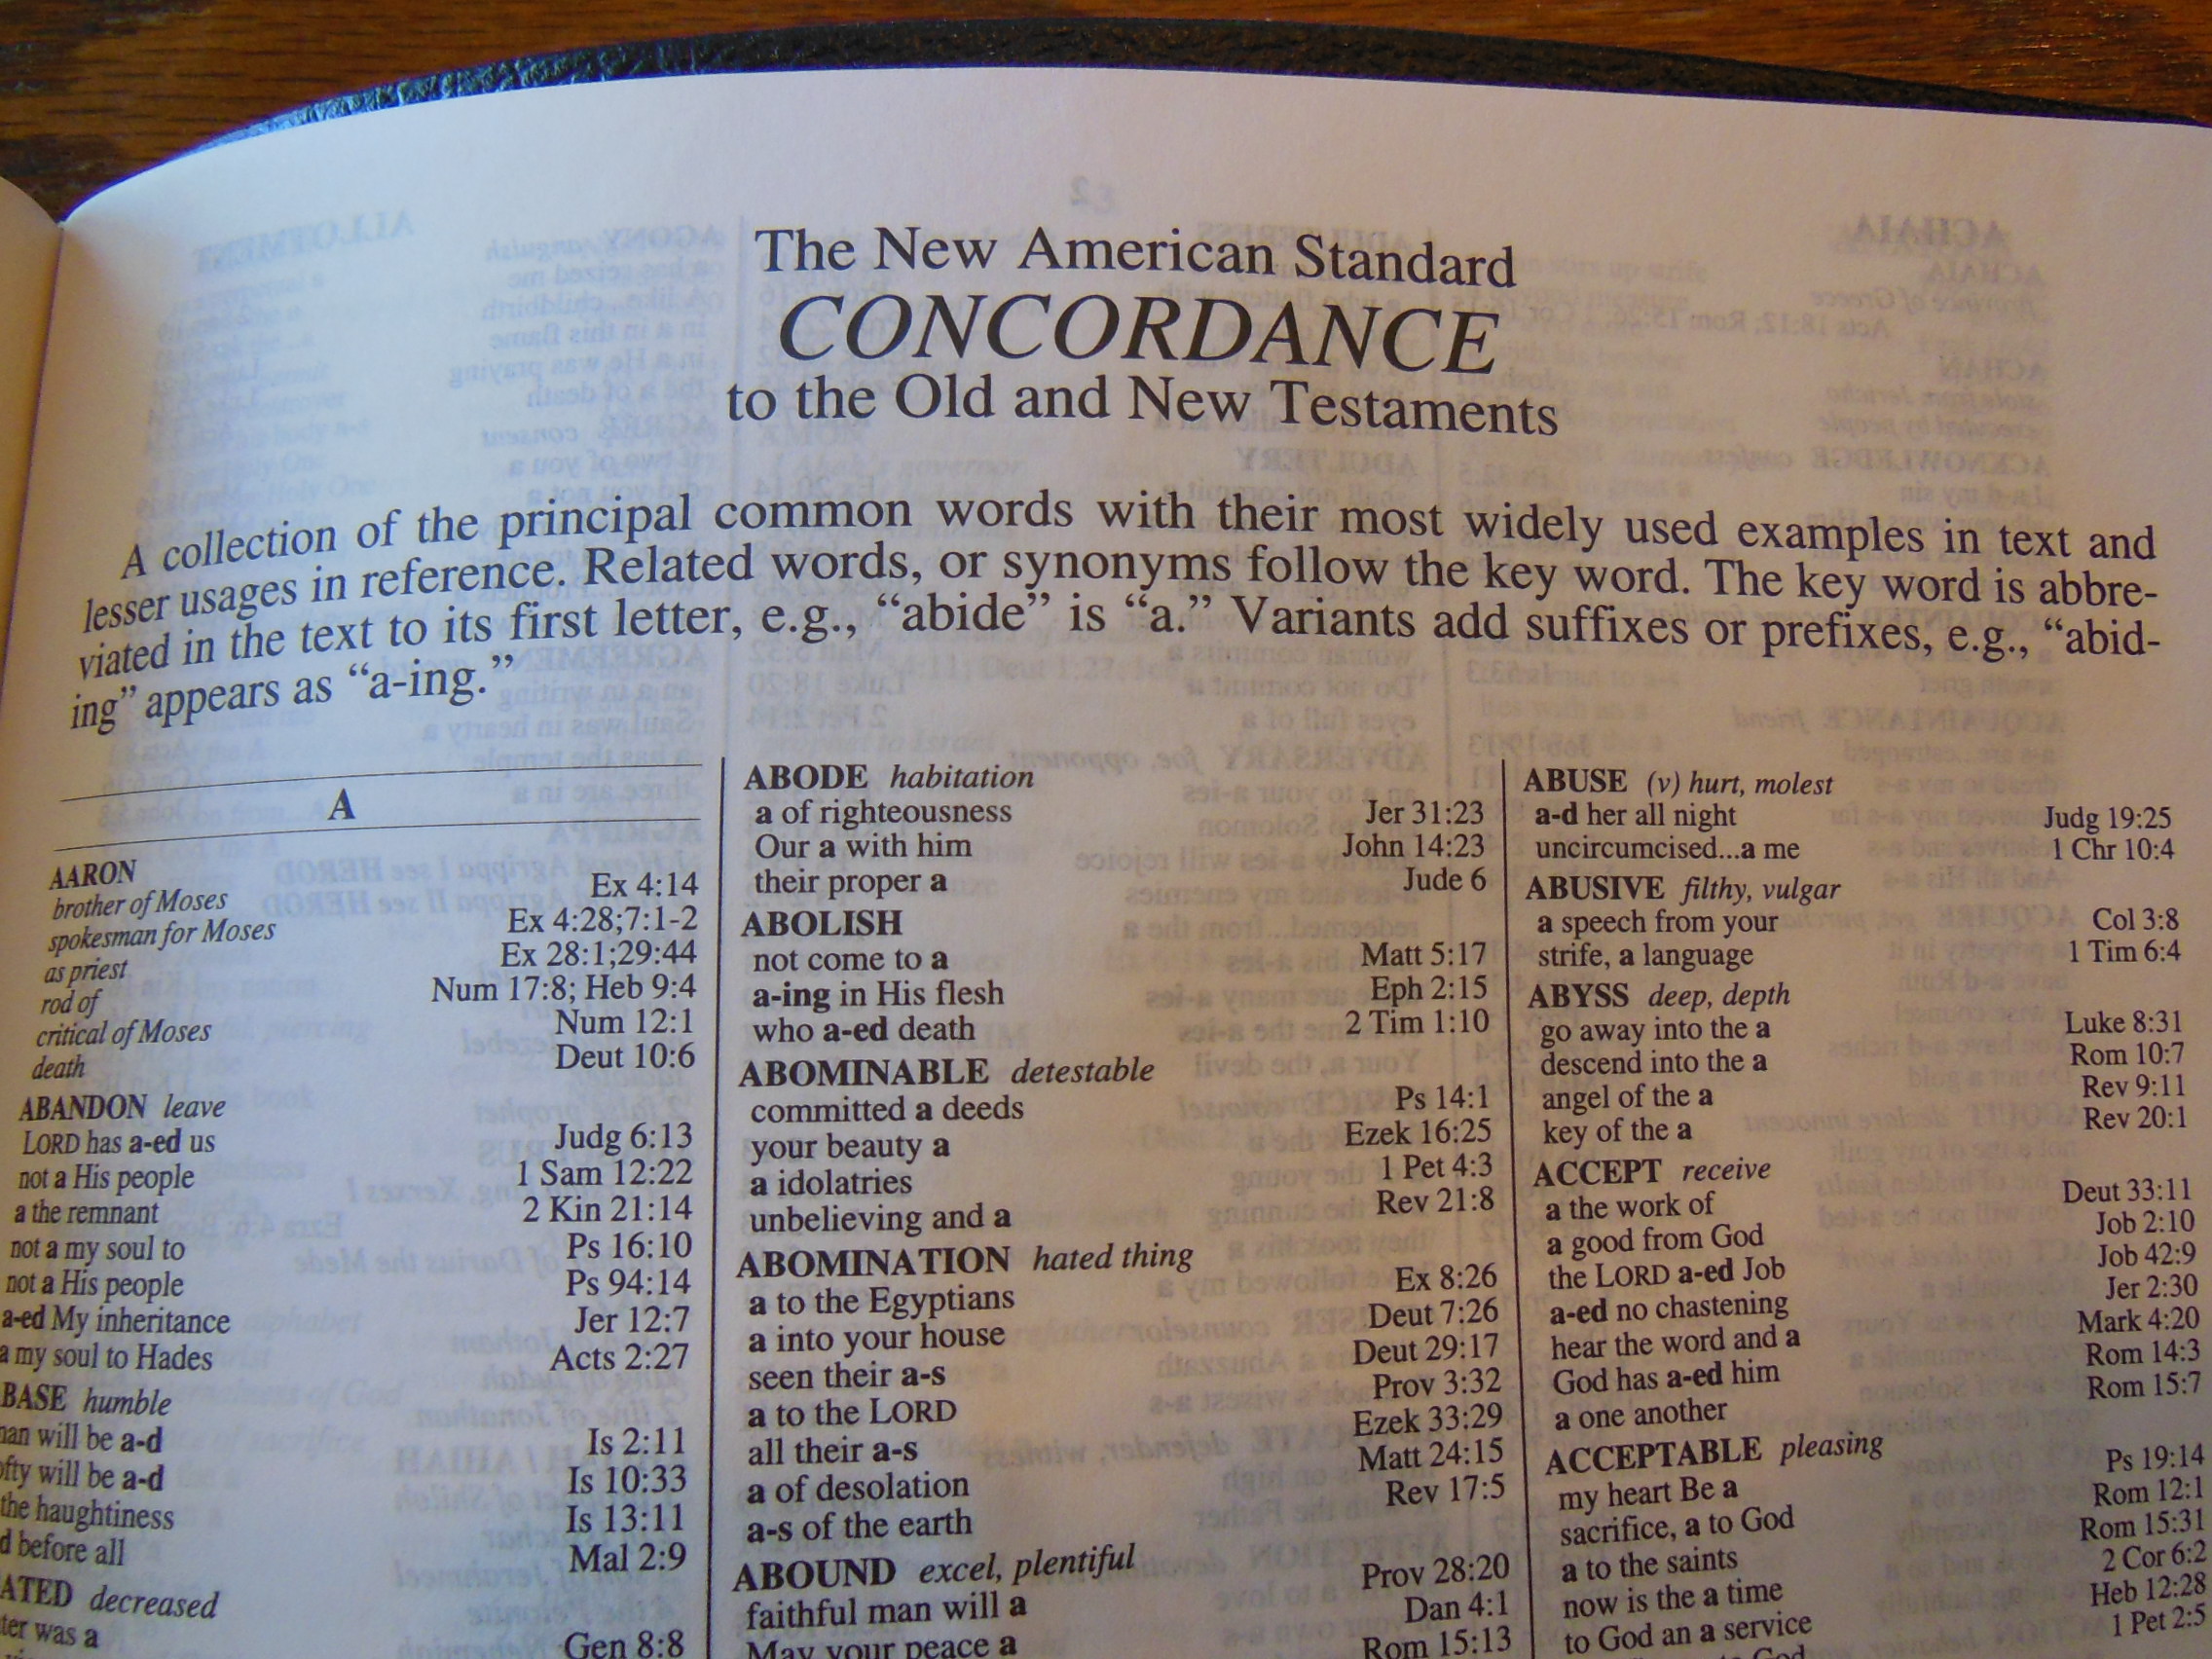 The New American Standard
CONCORDANCE
to the Old and New Testaments
A collection of the principal common words with their most widely used examples in text and
lesser usages in reference. Related words, or synonyms follow the key word. The key word is abbre-
viated in the text to its first letter, e.g., “abide” is “a.” Variants add suffixes or prefixes, e.g., “abid-
ing” appears as “a-ing.”
A
AARON
brother of Moses Ex 4:14
spokesman for Moses Ex 4:28;7:1-2
as priest Ex 28:1;29:44
rod of Num 17:8; Heb 9:4
critical of Moses Num 12:1
death Deut 10:6
ABANDON leave
LORD has a-ed us Judg 6:13
not a His people 1 Sam 12:22
a the remnant 2 Kin 21:14
not a my soul to Ps 16:10
not a His people Ps 94:14
a-ed My inheritance Jer 12:7
a my soul to Hades Acts 2:27
BASE humble
man will be a-d Is 2:11
ofty will be a-d Is 10:33
the haughtiness Is 13:11
d before all Mal 2:9
ATED decreased
ter was a Gen 8:8
ABODE habitation
a of righteousness Jer 31:23
Our a with him John 14:23
their proper a Jude 6
ABOLISH
not come to a Matt 5:17
a-ing in His flesh Eph 2:15
who a-ed death 2 Tim 1:10
ABOMINABLE detestable
committed a deeds Ps 14:1
your beauty a Ezek 16:25
a idolatries 1 Pet 4:3
unbelieving and a Rev 21:8
ABOMINATION hated thing
a to the Egyptians Ex 8:26
a into your house Deut 7:26
seen their a-s Deut 29:17
a to the LORD Prov 3:32
all their a-s Ezek 33:29
a of desolation Matt 24:15
a-s of the earth Rev 17:5
ABOUND excel, plentiful
faithful man will a Prov 28:20
May your peace a Dan 4:1
Rom 15:13
ABUSE (v) hurt, molest
a-d her all night Judg 19:25
uncircumcised...a me 1 Chr 10:4
ABUSIVE filthy, vulgar
a speech from your Col 3:8
strife, a language 1 Tim 6:4
ABYSS deep, depth
go away into the a Luke 8:31
descend into the a Rom 10:7
angel of the a Rev 9:11
key of the a Rev 20:1
ACCEPT receive
a the work of Deut 33:11
a good from God Job 2:10
the LORD a-ed Job Job 42:9
a-ed no chastening Jer 2:30
hear the word and a Mark 4:20
God has a-ed him Rom 14:3
a one another Rom 15:7
ACCEPTABLE pleasing
my heart Be a Ps 19:14
sacrifice, a to God Rom 12:1
a to the saints Rom 15:31
now is the a time 2 Cor 6:2
to God an a service Heb 12:28
to God 1 Pet 2:5